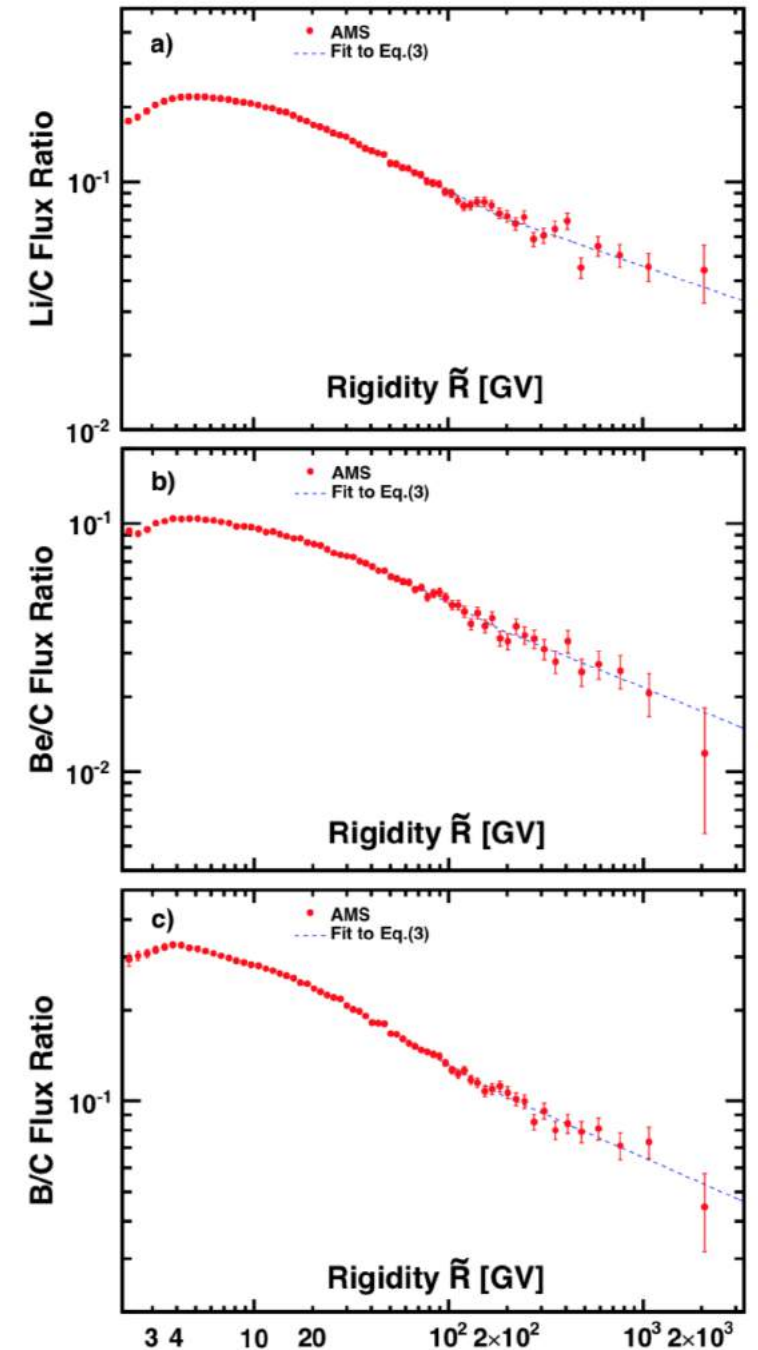 a)
AMS
Fit to Eq.(3)
Li/C Flux Ratio
10⁻¹
10⁻²
Rigidity R̃ [GV]
b)
AMS
Fit to Eq.(3)
Be/C Flux Ratio
10⁻¹
10⁻²
Rigidity R̃ [GV]
c)
AMS
Fit to Eq.(3)
B/C Flux Ratio
10⁻¹
Rigidity R̃ [GV]
3 4 10 20 10² 2×10² 10³ 2×10³